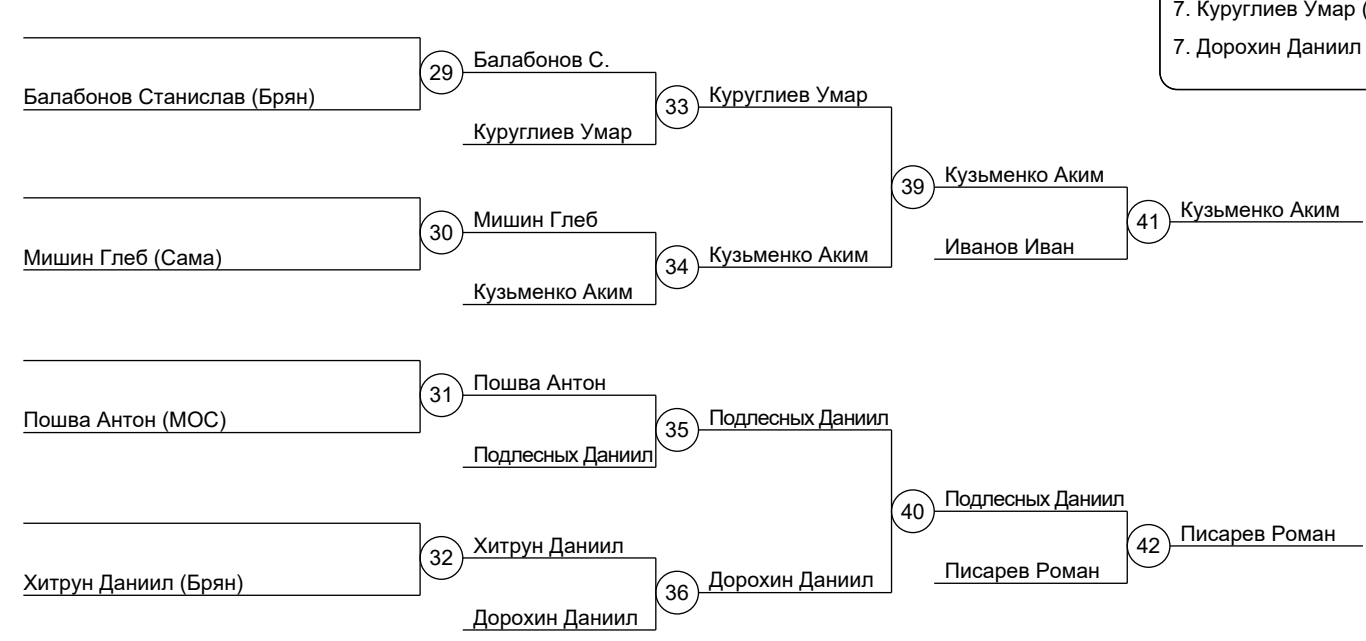 7. Куруглиев Умар (
7. Дорохин Даниил
Балабонов Станислав (Брян)
29
Балабонов С.
Куруглиев Умар
33
Куруглиев Умар
Мишин Глеб (Сама)
30
Мишин Глеб
Кузьменко Аким
34
Кузьменко Аким
39
Кузьменко Аким
Иванов Иван
41
Кузьменко Аким
Пошва Антон (МОС)
31
Пошва Антон
Подлесных Даниил
35
Подлесных Даниил
Хитрун Даниил (Брян)
32
Хитрун Даниил
Дорохин Даниил
36
Дорохин Даниил
40
Подлесных Даниил
Писарев Роман
42
Писарев Роман